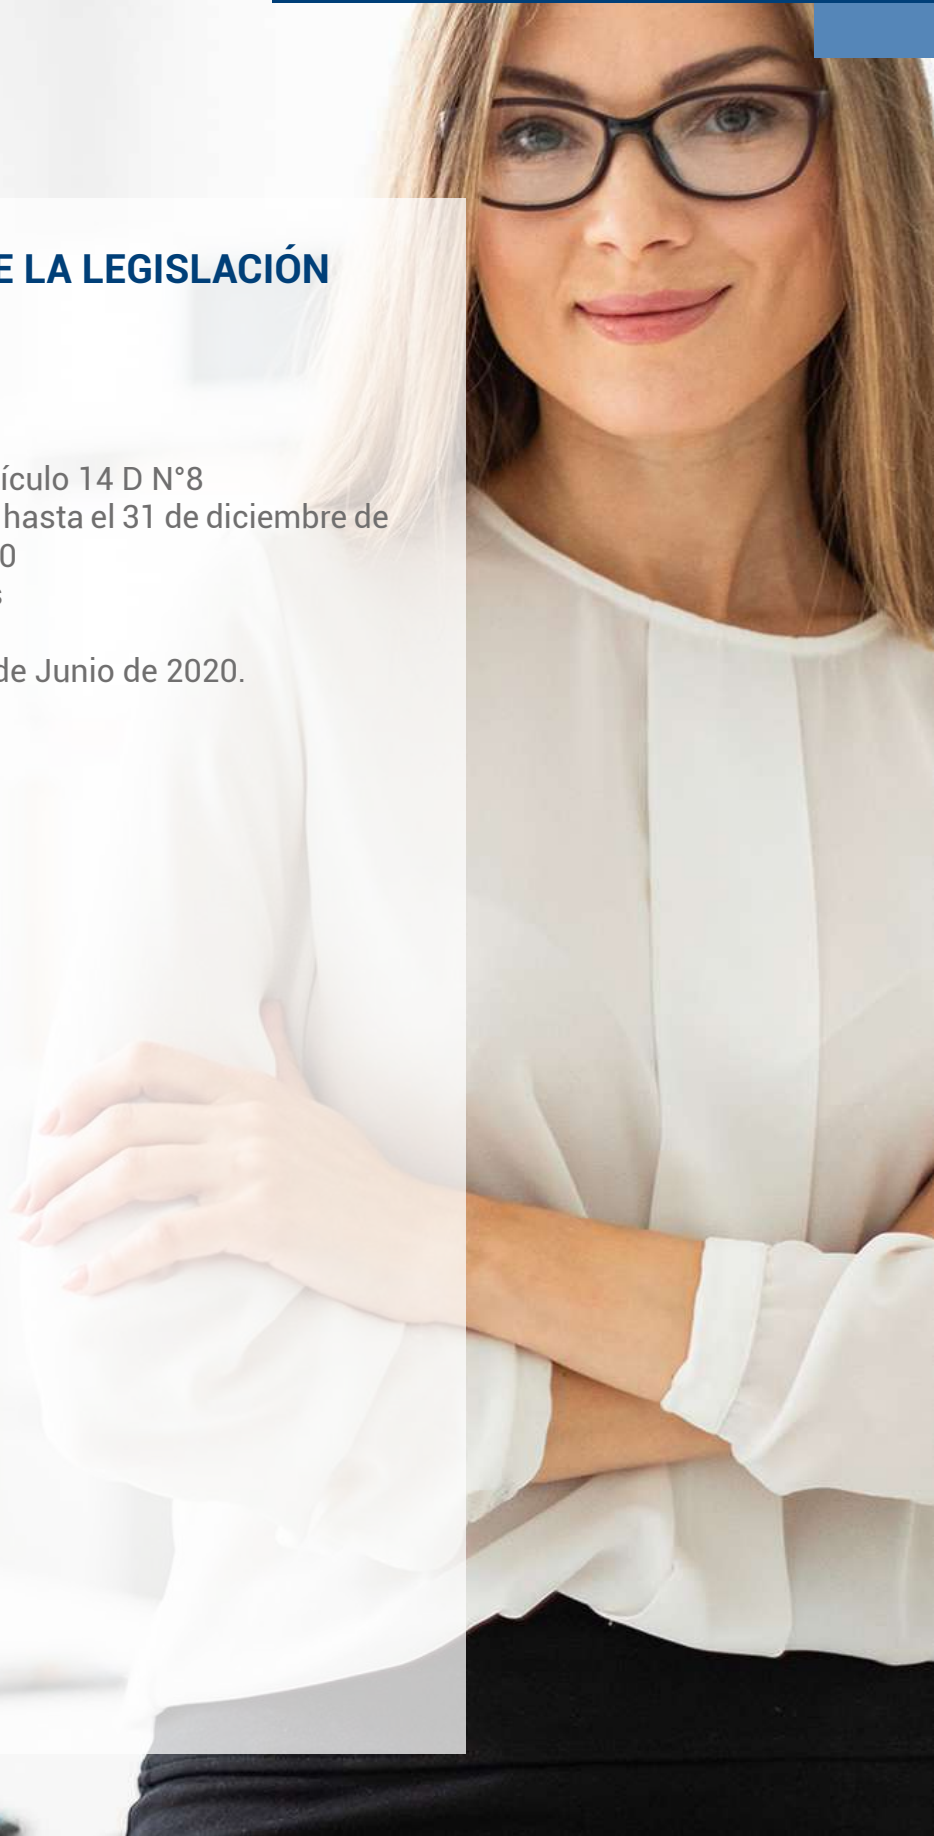 E LA LEGISLACIÓN
ículo 14 D N°8
hasta el 31 de diciembre de
0
s
de Junio de 2020.